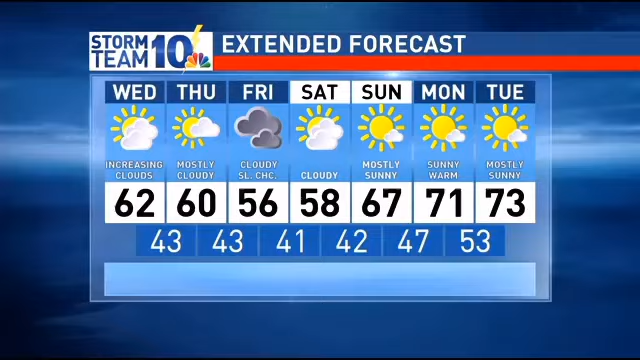 STORM TEAM 10
EXTENDED FORECAST
WED THU FRI SAT SUN MON TUE
INCREASING CLOUDS
MOSTLY CLOUDY
CLOUDY SL. CHC.
CLOUDY
MOSTLY SUNNY
SUNNY WARM
MOSTLY SUNNY
62 60 56 58 67 71 73
43 43 41 42 47 53